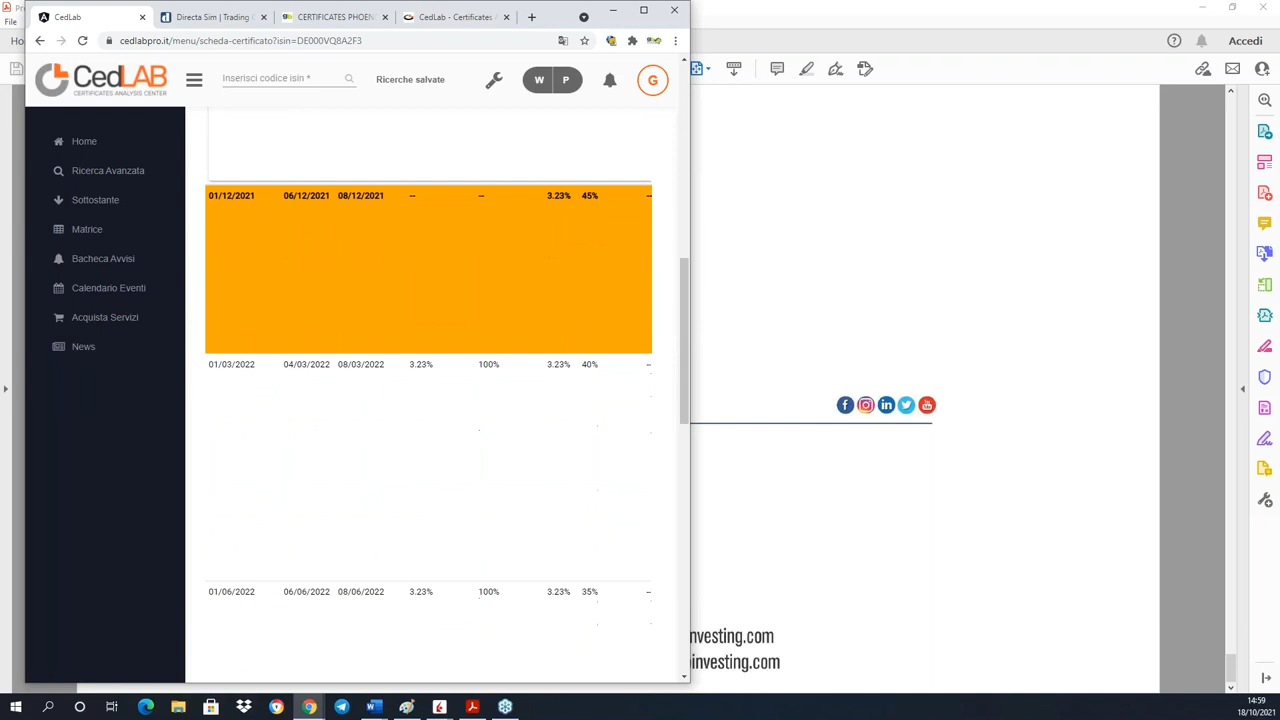 CedLab
Directa Sim | Trading
CERTIFICATES PHOEN
CedLab - Certificates
cedlabpro.it/menu/scheda-certificato?isin=DE000VQ8A2F3
CedLAB
CERTIFICATES ANALYSIS CENTER
Inserisci codice isin *
Ricerche salvate
W P
G
Accedi
Home
Ricerca Avanzata
Sottostante
Matrice
Bacheca Avvisi
Calendario Eventi
Acquista Servizi
News
01/12/2021 06/12/2021 08/12/2021 -- -- 3.23% 45% --
01/03/2022 04/03/2022 08/03/2022 3.23% 100% 3.23% 40% --
01/06/2022 06/06/2022 08/06/2022 3.23% 100% 3.23% 35% --
investing.com
investing.com
14:59
18/10/2021